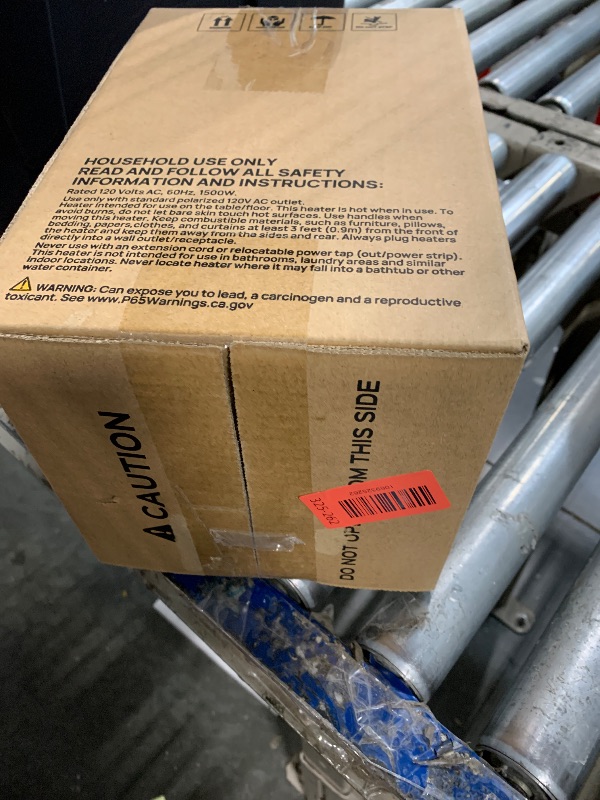 HOUSEHOLD USE ONLY
READ AND FOLLOW ALL SAFETY
INFORMATION AND INSTRUCTIONS:
Rated 120 Volts AC, 60Hz, 1500W.
Use only with standard polarized 120V AC outlet.
Heater intended for use on the table/floor. This heater is hot when in use. To
avoid burns, do not let bare skin touch hot surfaces. Use handles when
moving this heater. Keep combustible materials, such as furniture, pillows,
bedding, papers, clothes, and curtains at least 3 feet (0.9m) from the front of
the heater and keep them away from the sides and rear. Always plug heaters
directly into a wall outlet/receptacle.
Never use with an extension cord or relocatable power tap (out/power strip).
This heater is not intended for use in bathrooms, laundry areas and similar
indoor locations. Never locate heater where it may fall into a bathtub or other
water container.
WARNING: Can expose you to lead, a carcinogen and a reproductive
toxicant. See www.P65Warnings.ca.gov
CAUTION
DO NOT OM THIS SIDE